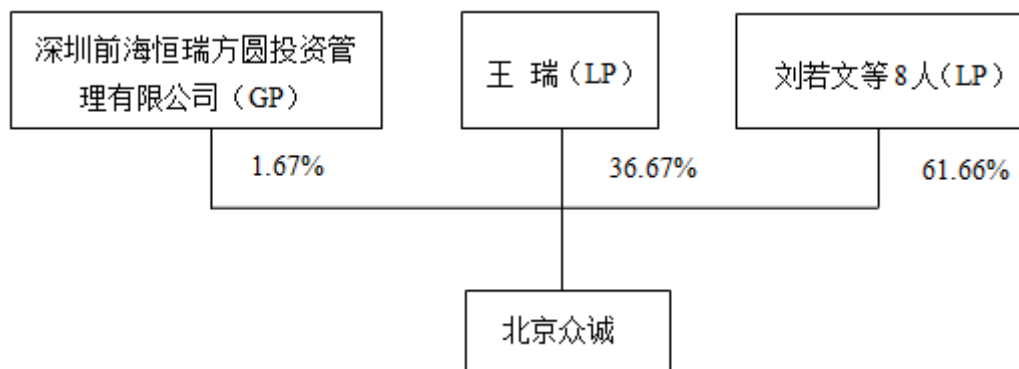 深圳前海恒瑞方圆投资管
理有限公司（GP）
王 瑞（LP）
刘若文等 8 人（LP）
1.67%
36.67%
61.66%
北京众诚